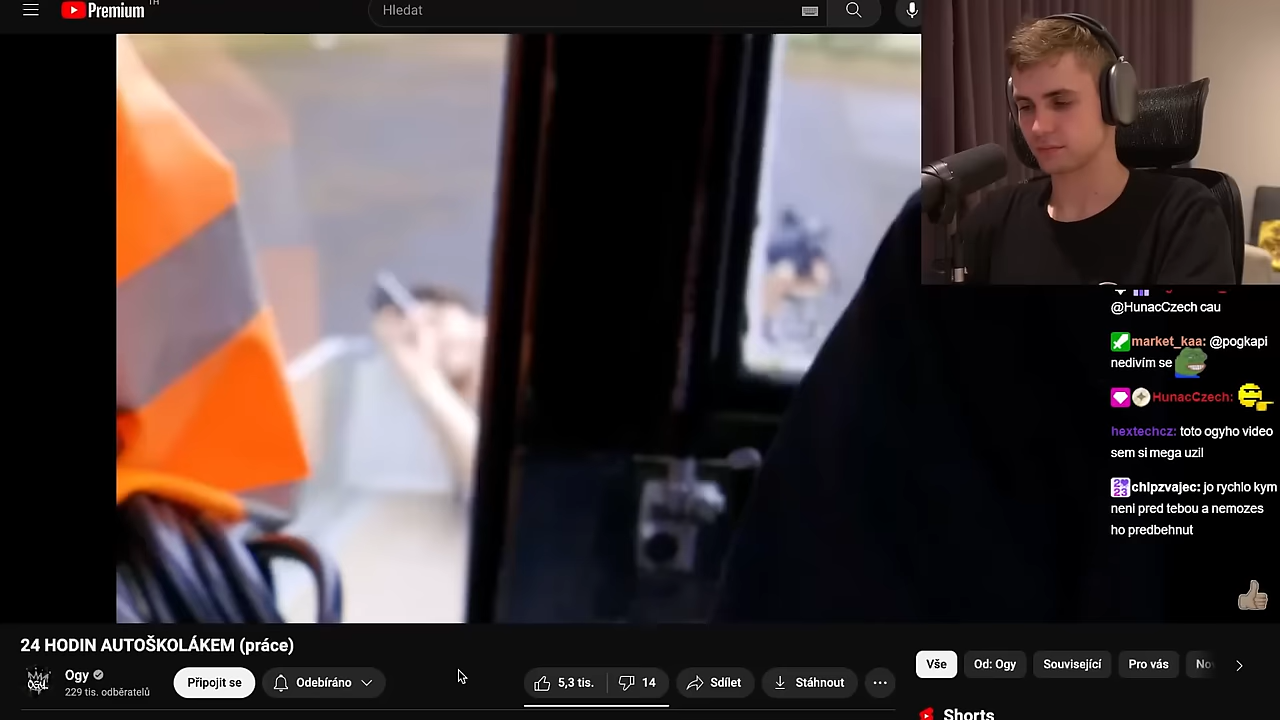 Premium TH
Hledat
@HunacCzech cau
market_kaa: @pogkapi
nedivím se
HunacCzech:
hextechcz: toto ogyho video
sem si mega uzil
chlpzvajec: jo rychlo kym
neni pred tebou a nemozes
ho predbehnut
24 HODIN AUTOŠKOLÁKEM (práce)
Ogy
229 tis. odběratelů
Připojit se
Odebíráno
5,3 tis.
14
Sdílet
Stáhnout
Vše
Od: Ogy
Související
Pro vás
Shorts